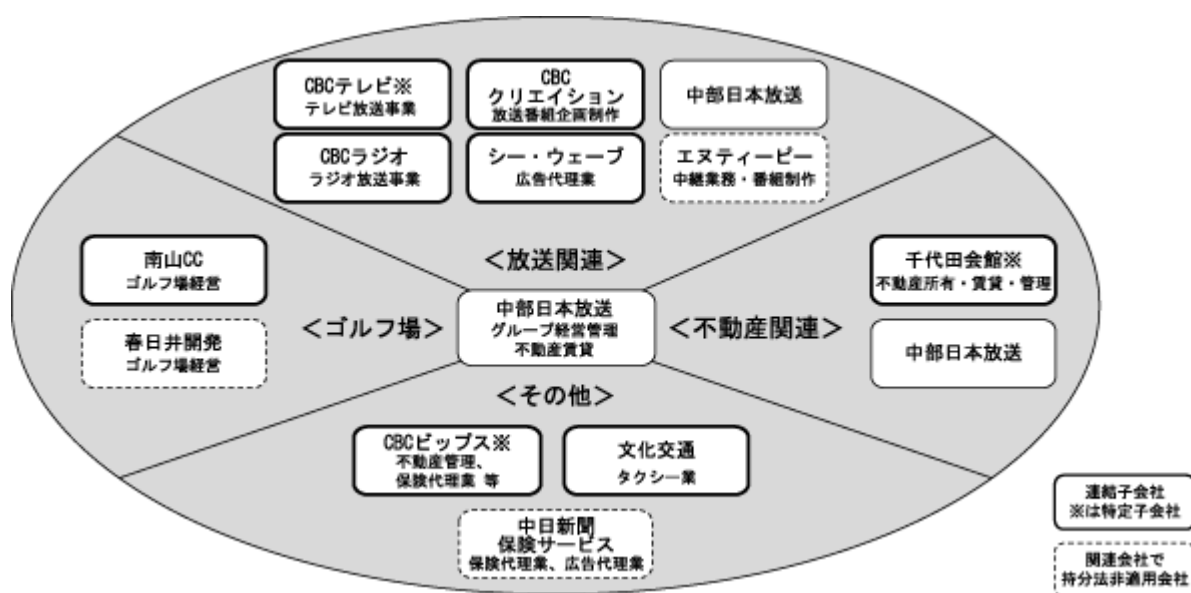 CBCテレビ※
テレビ放送事業
CBC
クリエイション
放送番組企画制作
中部日本放送
CBCラジオ
ラジオ放送事業
シー・ウェーブ
広告代理業
エヌティーピー
中継業務・番組制作
＜放送関連＞
南山CC
ゴルフ場経営
春日井開発
ゴルフ場経営
＜ゴルフ場＞
中部日本放送
グループ経営管理
不動産賃貸
＜不動産関連＞
千代田会館※
不動産所有・賃貸・管理
中部日本放送
＜その他＞
CBCビップス※
不動産管理、
保険代理業 等
文化交通
タクシー業
中日新聞
保険サービス
保険代理業、広告代理業
連結子会社
※は特定子会社
関連会社で
持分法非適用会社